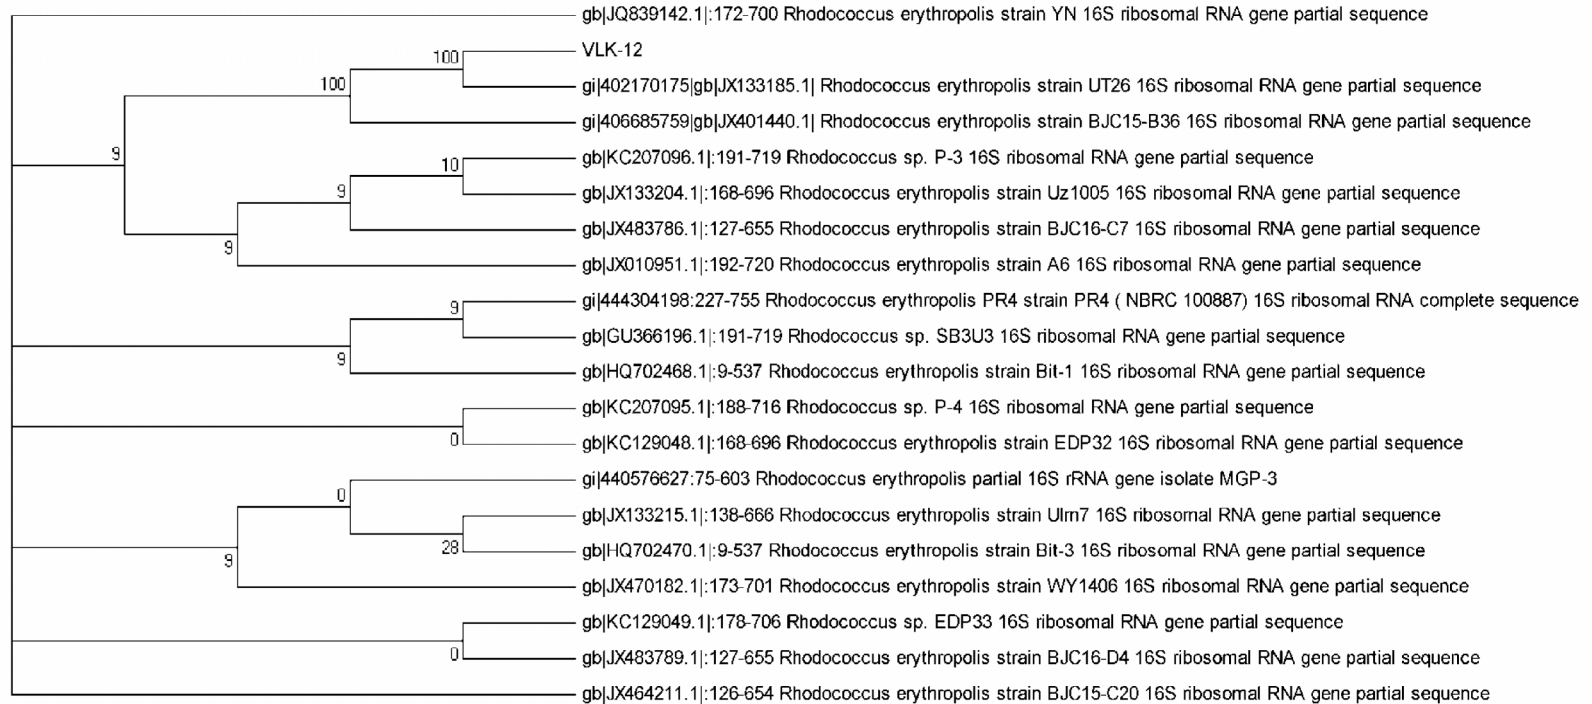 gb|JQ839142.1|:172-700 Rhodococcus erythropolis strain YN 16S ribosomal RNA gene partial sequence
100 VLK-12
100 gi|402170175|gb|JX133185.1| Rhodococcus erythropolis strain UT26 16S ribosomal RNA gene partial sequence
gi|406685759|gb|JX401440.1| Rhodococcus erythropolis strain BJC15-B36 16S ribosomal RNA gene partial sequence
9 10 gb|KC207096.1|:191-719 Rhodococcus sp. P-3 16S ribosomal RNA gene partial sequence
9 gb|JX133204.1|:168-696 Rhodococcus erythropolis strain Uz1005 16S ribosomal RNA gene partial sequence
gb|JX483786.1|:127-655 Rhodococcus erythropolis strain BJC16-C7 16S ribosomal RNA gene partial sequence
9 gb|JX010951.1|:192-720 Rhodococcus erythropolis strain A6 16S ribosomal RNA gene partial sequence
9 gi|444304198:227-755 Rhodococcus erythropolis PR4 strain PR4 ( NBRC 100887) 16S ribosomal RNA complete sequence
gb|GU366196.1|:191-719 Rhodococcus sp. SB3U3 16S ribosomal RNA gene partial sequence
9 gb|HQ702468.1|:9-537 Rhodococcus erythropolis strain Bit-1 16S ribosomal RNA gene partial sequence
gb|KC207095.1|:188-716 Rhodococcus sp. P-4 16S ribosomal RNA gene partial sequence
0 gb|KC129048.1|:168-696 Rhodococcus erythropolis strain EDP32 16S ribosomal RNA gene partial sequence
0 gi|440576627:75-603 Rhodococcus erythropolis partial 16S rRNA gene isolate MGP-3
gb|JX133215.1|:138-666 Rhodococcus erythropolis strain Ulm7 16S ribosomal RNA gene partial sequence
9 28 gb|HQ702470.1|:9-537 Rhodococcus erythropolis strain Bit-3 16S ribosomal RNA gene partial sequence
gb|JX470182.1|:173-701 Rhodococcus erythropolis strain WY1406 16S ribosomal RNA gene partial sequence
gb|KC129049.1|:178-706 Rhodococcus sp. EDP33 16S ribosomal RNA gene partial sequence
0 gb|JX483789.1|:127-655 Rhodococcus erythropolis strain BJC16-D4 16S ribosomal RNA gene partial sequence
gb|JX464211.1|:126-654 Rhodococcus erythropolis strain BJC15-C20 16S ribosomal RNA gene partial sequence